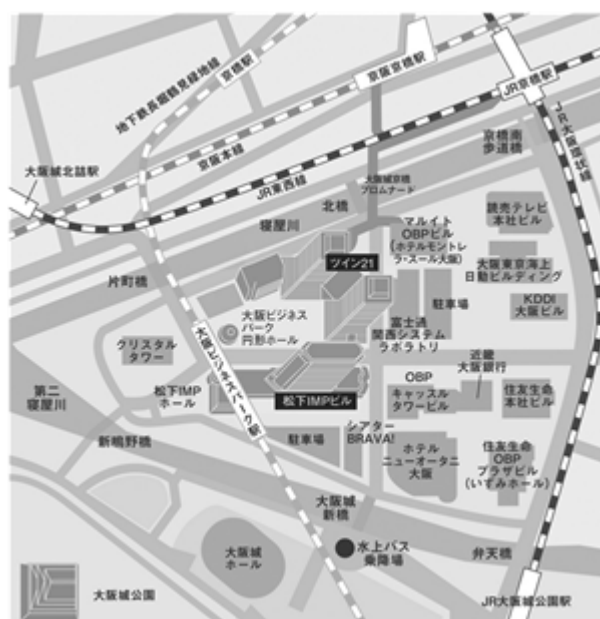 京阪京橋駅
京橋駅
JR京橋駅
地下鉄長堀鶴見緑地線
京阪本線
JR大阪環状線
京橋南
歩道橋
大阪城北詰駅
JR東西線
大阪城京橋
プロムナード
北橋
寝屋川
マルイト
OBPビル
(ホテルモントレ
ラ・スール大阪)
読売テレビ
本社ビル
ツイン21
大阪東京海上
日動ビルディング
片町橋
駐車場
KDDI
大阪ビル
大阪ビジネス
パーク
円形ホール
富士通
関西システム
ラボラトリ
クリスタル
タワー
大阪ビジネスパーク駅
近畿
大阪銀行
OBP
キャッスル
タワービル
住友生命
本社ビル
第二
寝屋川
松下IMP
ホール
松下IMPビル
シアター
BRAVA!
駐車場
新鴫野橋
ホテル
ニューオータニ
大阪
住友生命
OBP
プラザビル
(いずみホール)
大阪城
新橋
水上バス
乗降場
弁天橋
大阪城
ホール
大阪城公園
JR大阪城公園駅